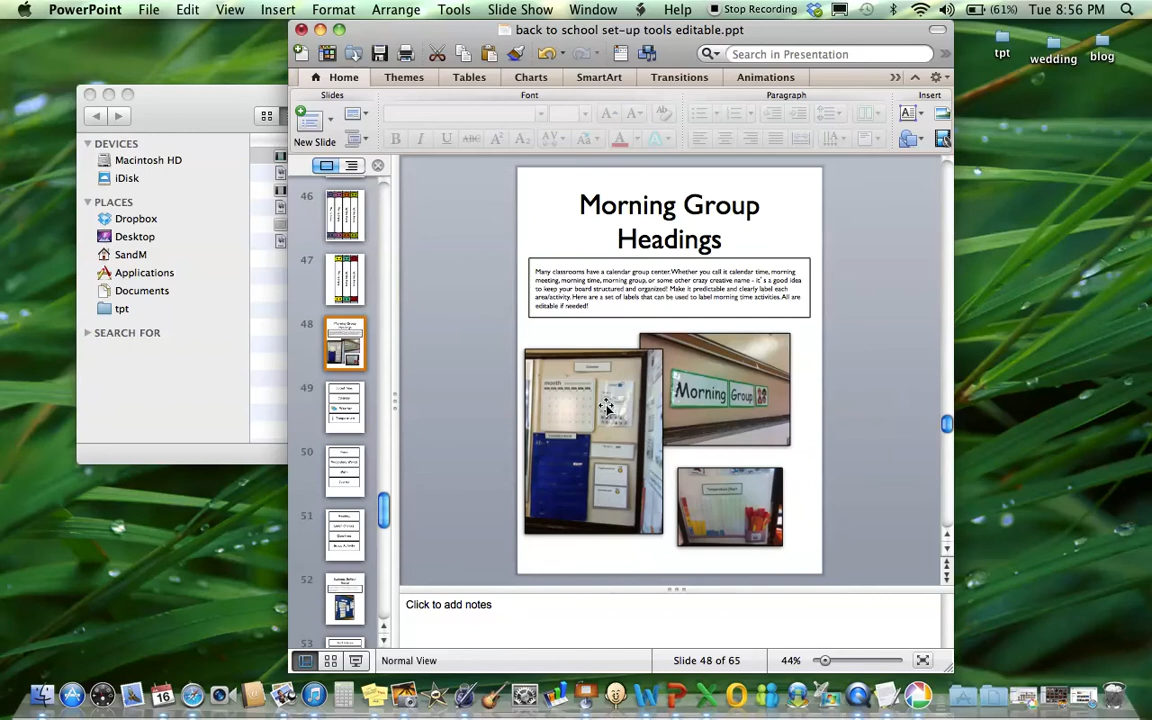 PowerPoint File Edit View Insert Format Arrange Tools Slide Show Window Help Stop Recording (61%) Tue 8:56 PM
back to school set-up tools editable.ppt
Search in Presentation
Home Themes Tables Charts SmartArt Transitions Animations
Slides Font Paragraph Insert
New Slide
B I U ABC
tpt
wedding
blog
DEVICES
Macintosh HD
iDisk
PLACES
Dropbox
Desktop
SandM
Applications
Documents
tpt
SEARCH FOR
46
47
48
49
50
51
52
53
Morning Group
Headings
Many classrooms have a calendar group center. Whether you call it calendar time, morning
meeting, morning time, morning group, or some other crazy creative name - it's a good idea
to keep your board structured and organized! Make it predictable and clearly label each
area/activity. Here are a set of labels that can be used to label morning time activities. All are
editable if needed!
month
Morning Group
Click to add notes
Normal View Slide 48 of 65 44%